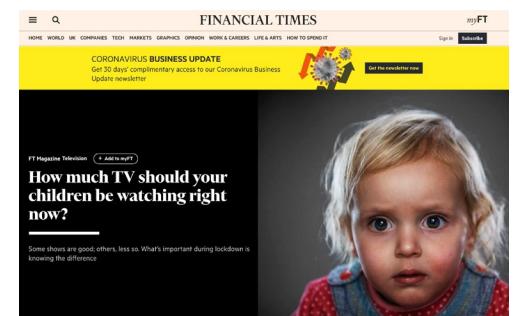 FINANCIAL TIMES
myFT
HOME WORLD UK COMPANIES TECH MARKETS GRAPHICS OPINION WORK & CAREERS LIFE & ARTS HOW TO SPEND IT
Sign In Subscribe
CORONAVIRUS BUSINESS UPDATE
Get 30 days' complimentary access to our Coronavirus Business
Update newsletter
Get the newsletter now
FT Magazine Television + Add to myFT
How much TV should your
children be watching right
now?
Some shows are good; others, less so. What's important during lockdown is
knowing the difference